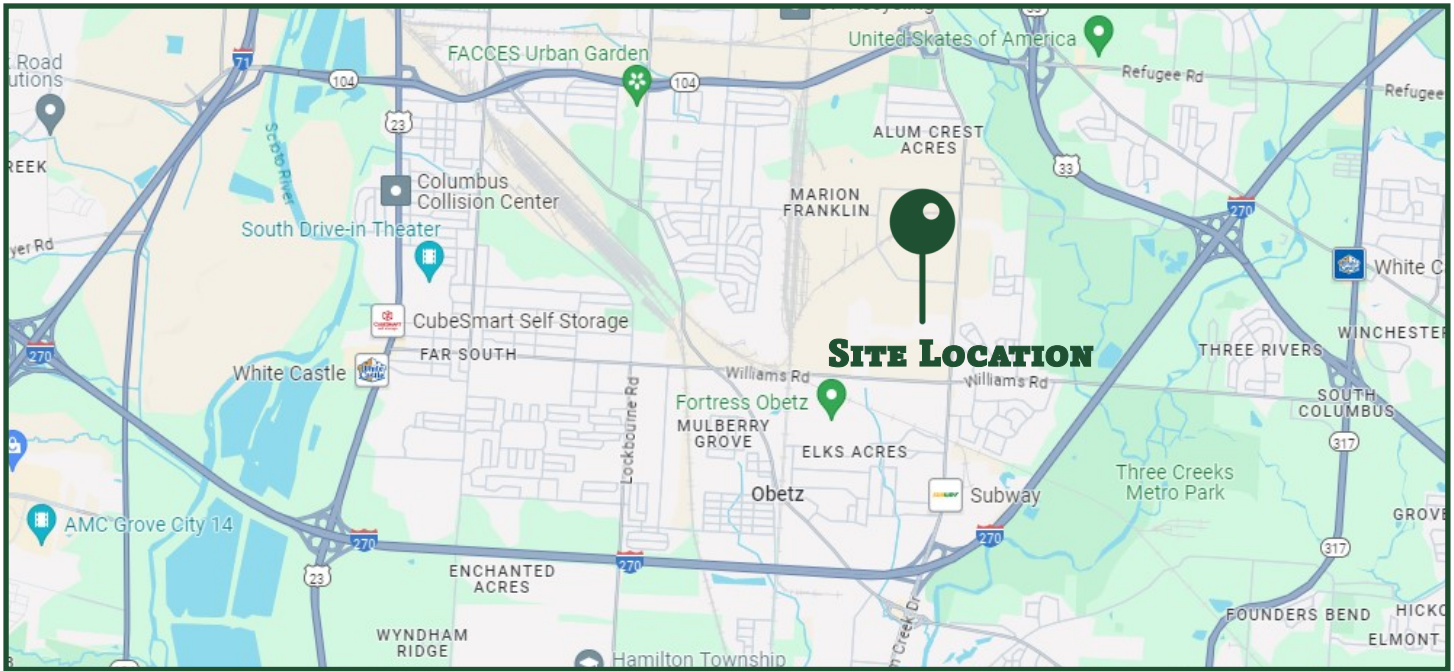 United Skates of America
FACCES Urban Garden
71
Road
104
104
Refugee Rd
Refugee
23
ALUM CREST
ACRES
33
REEK
Scioto River
Columbus
Collision Center
MARION
FRANKLIN
270
South Drive-in Theater
yer Rd
White C
CubeSmart Self Storage
WINCHESTER
270
FAR SOUTH
SITE LOCATION
THREE RIVERS
White Castle
Williams Rd
Williams Rd
Lockbourne Rd
Fortress Obetz
SOUTH
COLUMBUS
MULBERRY
GROVE
317
ELKS ACRES
Three Creeks
Metro Park
Obetz
SUBWAY
Subway
GROVE
AMC Grove City 14
270
270
270
317
23
ENCHANTED
ACRES
FOUNDERS BEND
HICKO
WYNDHAM
RIDGE
ELMONT
m Creek Dr
Hamilton Township